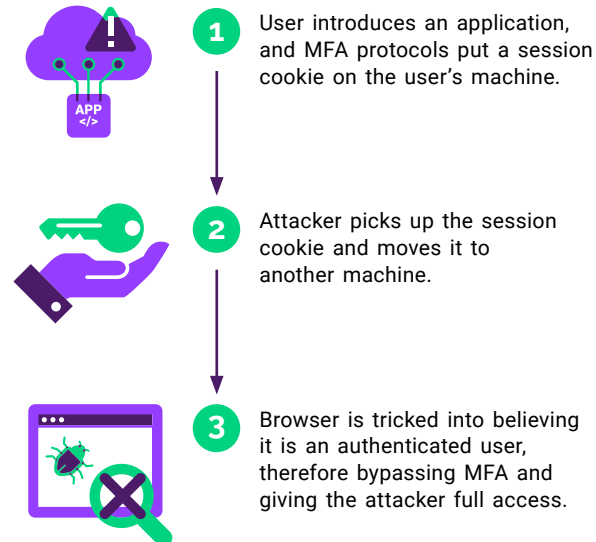 1
User introduces an application,
and MFA protocols put a session
cookie on the user's machine.
APP
</>
2
Attacker picks up the session
cookie and moves it to
another machine.
3
Browser is tricked into believing
it is an authenticated user,
therefore bypassing MFA and
giving the attacker full access.